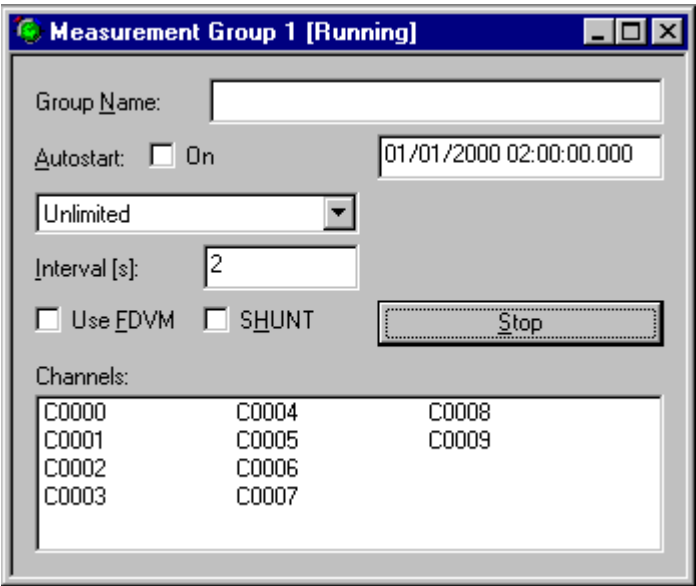 Measurement Group 1 [Running]
Group Name:
Autostart: On 01/01/2000 02:00:00.000
Unlimited
Interval [s]: 2
Use FDVM SHUNT Stop
Channels:
C0000 C0004 C0008
C0001 C0005 C0009
C0002 C0006
C0003 C0007